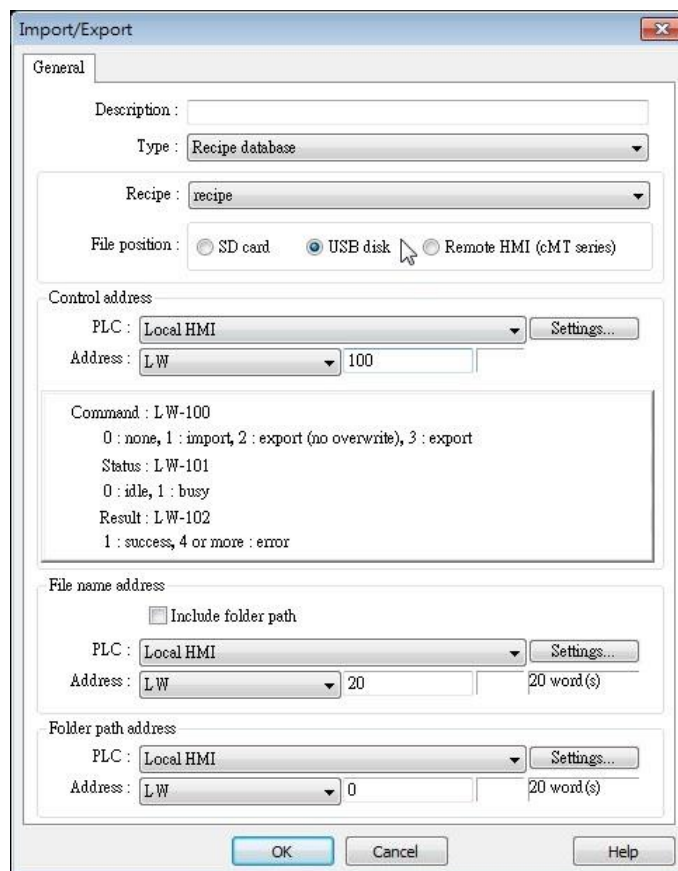 Import/Export
General
Description :
Type : Recipe database
Recipe : recipe
File position : SD card USB disk Remote HMI (cMT series)
Control address
PLC : Local HMI Settings...
Address : LW 100
Command : LW-100
0 : none, 1 : import, 2 : export (no overwrite), 3 : export
Status : LW-101
0 : idle, 1 : busy
Result : LW-102
1 : success, 4 or more : error
File name address
Include folder path
PLC : Local HMI Settings...
Address : LW 20 20 word(s)
Folder path address
PLC : Local HMI Settings...
Address : LW 0 20 word(s)
OK Cancel Help